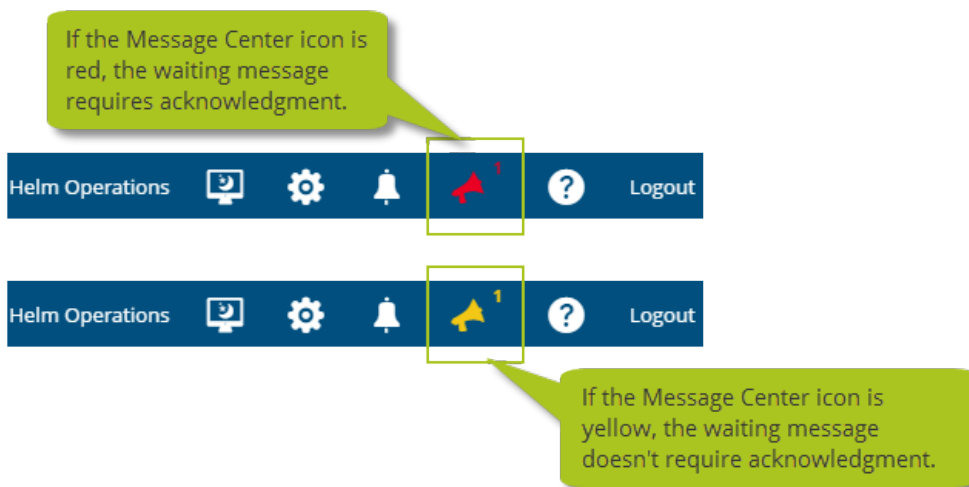 If the Message Center icon is
red, the waiting message
requires acknowledgment.
Helm Operations 1 ? Logout
Helm Operations 1 ? Logout
If the Message Center icon is
yellow, the waiting message
doesn't require acknowledgment.